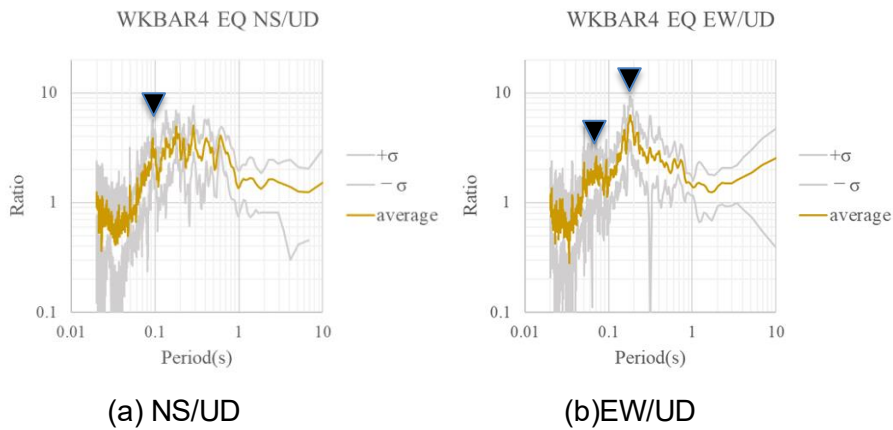 WKBAR4 EQ NS/UD
10
1
0.1
Ratio
0.01
0.1
1
10
Period(s)
+σ
－σ
average
(a) NS/UD
WKBAR4 EQ EW/UD
10
1
0.1
Ratio
0.01
0.1
1
10
Period(s)
+σ
－σ
average
(b)EW/UD